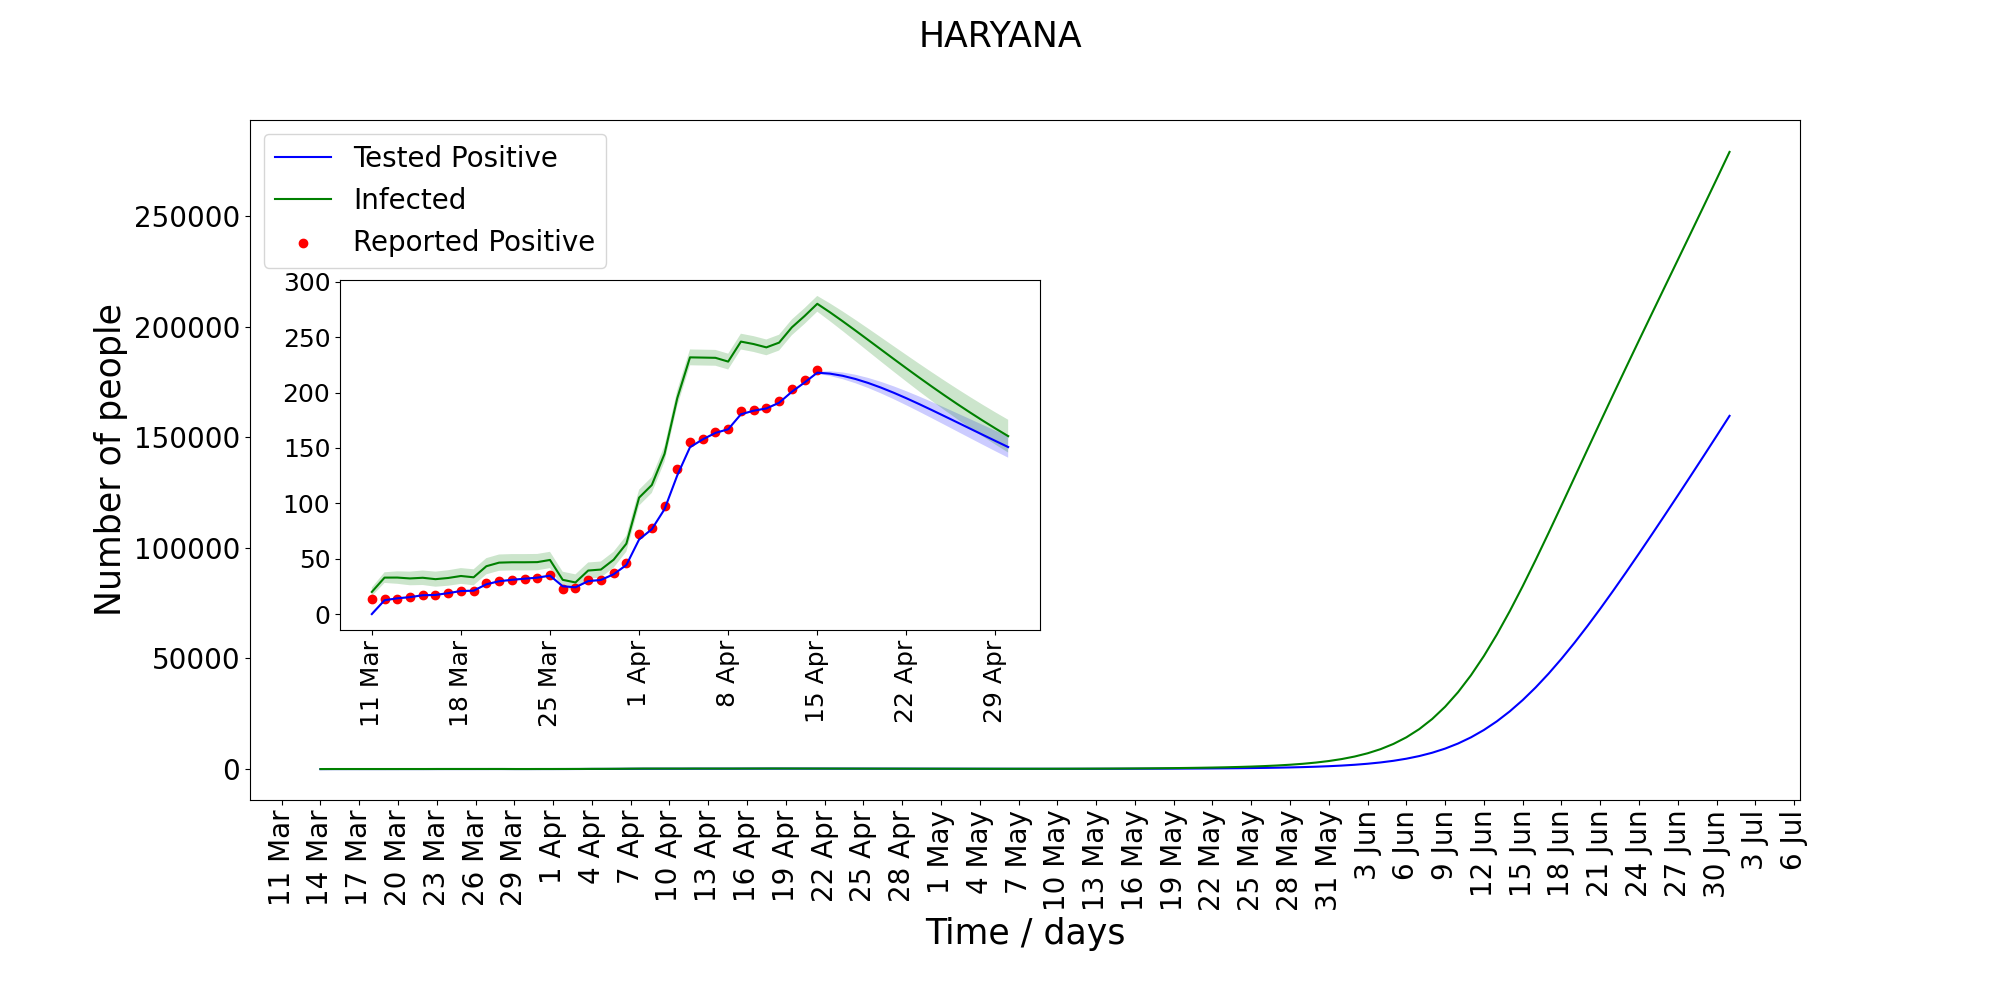 HARYANA
Tested Positive
Infected
Reported Positive
Number of people
250000
200000
150000
100000
50000
0
300
250
200
150
100
50
0
11 Mar
18 Mar
25 Mar
1 Apr
8 Apr
15 Apr
22 Apr
29 Apr
11 Mar
14 Mar
17 Mar
20 Mar
23 Mar
26 Mar
29 Mar
1 Apr
4 Apr
7 Apr
10 Apr
13 Apr
16 Apr
19 Apr
22 Apr
25 Apr
28 Apr
1 May
4 May
7 May
10 May
13 May
16 May
19 May
22 May
25 May
28 May
31 May
3 Jun
6 Jun
9 Jun
12 Jun
15 Jun
18 Jun
21 Jun
24 Jun
27 Jun
30 Jun
3 Jul
6 Jul
Time / days